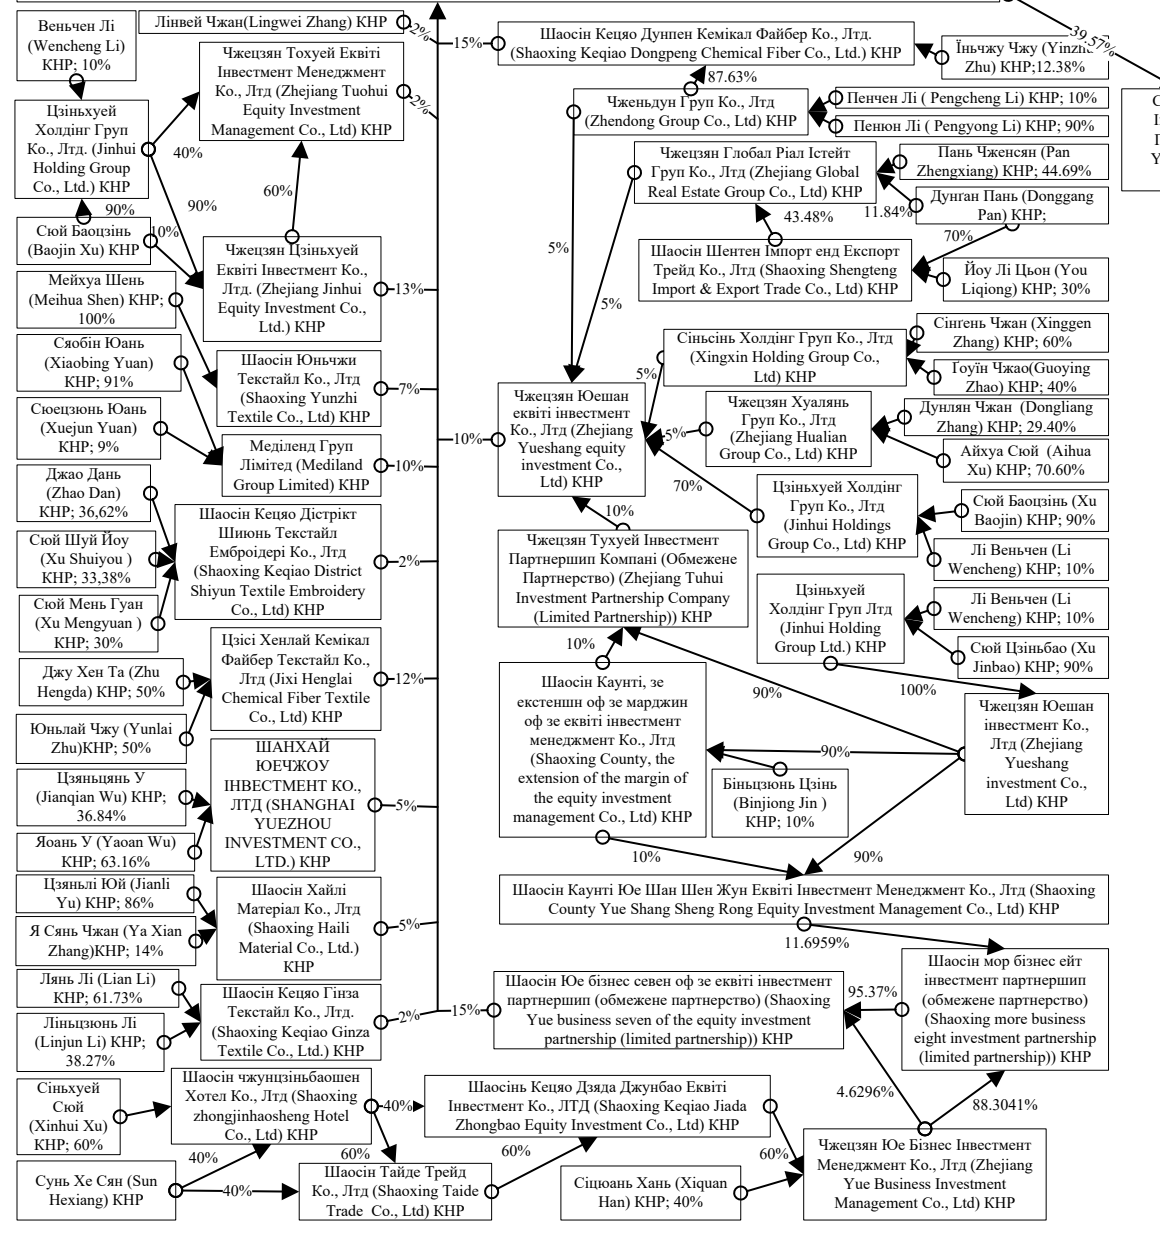 Веньчен Лі
(Wencheng Li)
КНР; 10%
Лінвей Чжан(Lingwei Zhang) КНР
2%
Чжецзян Тохуей Еквіті
Інвестмент Менеджмент
Ко., Лтд (Zhejiang Tuohui
Equity Investment
Management Co., Ltd) КНР
2%
Цзіньхуей
Холдінг Груп
Ко., Лтд. (Jinhui
Holding Group
Co., Ltd.) КНР
40%
60%
90%
90%
Сюй Баоцзінь
(Baojin Xu) КНР
10%
Чжецзян Цзіньхуей
Еквіті Інвестмент Ко.,
Лтд. (Zhejiang Jinhui
Equity Investment Co.,
Ltd.) КНР
13%
Мейхуа Шень
(Meihua Shen) КНР;
100%
Сяобін Юань
(Xiaobing Yuan)
КНР; 91%
Шаосін Юньчжи
Текстайл Ко., Лтд
(Shaoxing Yunzhi
Textile Co., Ltd) КНР
7%
Сюецзюнь Юань
(Xuejun Yuan)
КНР; 9%
Меділенд Груп
Лімітед (Mediland
Group Limited) КНР
10%
Джао Дань
(Zhao Dan)
КНР; 36,62%
Сюй Шуй Йоу
(Xu Shuiyou )
КНР; 33,38%
Сюй Мень Гуан
(Xu Mengyuan )
КНР; 30%
Шаосін Кецяо Дістрікт
Шиюнь Текстайл
Емброідері Ко., Лтд
(Shaoxing Keqiao District
Shiyun Textile Embroidery
Co., Ltd) КНР
2%
Джу Хен Та (Zhu
Hengda) КНР; 50%
Юньлай Чжу (Yunlai
Zhu)КНР; 50%
Цзісі Хенлай Кемікал
Файбер Текстайл Ко.,
Лтд (Jixi Henglai
Chemical Fiber Textile
Co., Ltd) КНР
12%
Цзяньцянь У
(Jianqian Wu) КНР;
36.84%
Яоань У (Yaoan Wu)
КНР; 63.16%
ШАНХАЙ
ЮЕЧЖОУ
ІНВЕСТМЕНТ КО.,
ЛТД (SHANGHAI
YUEZHOU
INVESTMENT CO.,
LTD.) КНР
5%
Цзяньлі Юй (Jianli
Yu) КНР; 86%
Я Сянь Чжан (Ya Xian
Zhang)КНР; 14%
Шаосін Хайлі
Матеріал Ко., Лтд
(Shaoxing Haili
Material Co., Ltd.)
КНР
5%
Лянь Лі (Lian Li)
КНР; 61.73%
Ліньцзюнь Лі
(Linjun Li) КНР;
38.27%
Шаосін Кецяо Гінза
Текстайл Ко., Лтд.
(Shaoxing Keqiao Ginza
Textile Co., Ltd.) КНР
2%
15%
Шаосін Кецяо Дунпен Кемікал Файбер Ко., Лтд.
(Shaoxing Keqiao Dongpeng Chemical Fiber Co., Ltd.) КНР
39.57%
Zhu) КНР;12.38%
87.63%
Чженьдун Груп Ко., Лтд
(Zhendong Group Co., Ltd) КНР
Пенчен Лі ( Pengcheng Li) КНР; 10%
Пенюн Лі ( Pengyong Li) КНР; 90%
Чжецзян Глобал Ріал Істейт
Груп Ко., Лтд (Zhejiang Global
Real Estate Group Co., Ltd) КНР
Пань Чженсян (Pan
Zhengxiang) КНР; 44.69%
11.84%
Дунґан Пань (Donggang
Pan) КНР;
43.48%
70%
5%
Шаосін Шентен Імпорт енд Експорт
Трейд Ко., Лтд (Shaoxing Shengteng
Import & Export Trade Co., Ltd) КНР
Йоу Лі Цьон (You
Liqiong) КНР; 30%
5%
Сіньсінь Холдінг Груп Ко., Лтд
(Xingxin Holding Group Co.,
Ltd) КНР
Сінґень Чжан (Xinggen
Zhang) КНР; 60%
Ґоуїн Чжао(Guoying
Zhao) КНР; 40%
5%
10%
Чжецзян Юешан
еквіті інвестмент
Ко., Лтд (Zhejiang
Yueshang equity
investment Co.,
Ltd) КНР
5%
Чжецзян Хуалянь
Груп Ко., Лтд
(Zhejiang Hualian
Group Co., Ltd) КНР
Дунлян Чжан (Dongliang
Zhang) КНР; 29.40%
Айхуа Сюй (Aihua
Xu) КНР; 70.60%
70%
Цзіньхуей Холдінг
Груп Ко., Лтд
(Jinhui Holdings
Group Co., Ltd) КНР
Сюй Баоцзінь (Xu
Baojin) КНР; 90%
Лі Веньчен (Li
Wencheng) КНР; 10%
10%
Чжецзян Тухуей Інвестмент
Партнершип Компані (Обмежене
Партнерство) (Zhejiang Tuhui
Investment Partnership Company
(Limited Partnership)) КНР
Цзіньхуей
Холдінг Груп Лтд
(Jinhui Holding
Group Ltd.) КНР
Лі Веньчен (Li
Wencheng) КНР; 10%
Сюй Цзіньбао (Xu
Jinbao) КНР; 90%
10%
90%
100%
Шаосін Каунті, зе
екстеншн оф зе марджин
оф зе еквіті інвестмент
менеджмент Ко., Лтд
(Shaoxing County, the
extension of the margin of
the equity investment
management Co., Ltd) КНР
90%
Біньцзюнь Цзінь
(Binjiong Jin )
КНР; 10%
Чжецзян Юешан
інвестмент Ко.,
Лтд (Zhejiang
Yueshang
investment Co.,
Ltd) КНР
10%
90%
Шаосін Каунті Юе Шан Шен Жун Еквіті Інвестмент Менеджмент Ко., Лтд (Shaoxing
County Yue Shang Sheng Rong Equity Investment Management Co., Ltd) КНР
11.6959%
15%
Шаосін Юе бізнес севен оф зе еквіті інвестмент
партнершип (обмежене партнерство) (Shaoxing
Yue business seven of the equity investment
partnership (limited partnership)) КНР
95.37%
Шаосін мор бізнес ейт
інвестмент партнершип
(обмежене партнерство)
(Shaoxing more business
eight investment partnership
(limited partnership)) КНР
4.6296%
88.3041%
Сіньхуей
Сюй
(Xinhui Xu)
КНР; 60%
Шаосін чжунцзіньбаошен
Хотел Ко., Лтд (Shaoxing
zhongjinhaosheng Hotel
Co., Ltd) КНР
40%
Шаосінь Кецяо Дзяда Джунбао Еквіті
Інвестмент Ко., ЛТД (Shaoxing Keqiao Jiada
Zhongbao Equity Investment Co., Ltd) КНР
40%
60%
60%
60%
Сунь Хе Сян (Sun
Hexiang) КНР
40%
Шаосін Тайде Трейд
Ко., Лтд (Shaoxing Taide
Trade Co., Ltd) КНР
Сіцюань Хань (Xiquan
Han) КНР; 40%
Чжецзян Юе Бізнес Інвестмент
Менеджмент Ко., Лтд (Zhejiang
Yue Business Investment
Management Co., Ltd) КНР